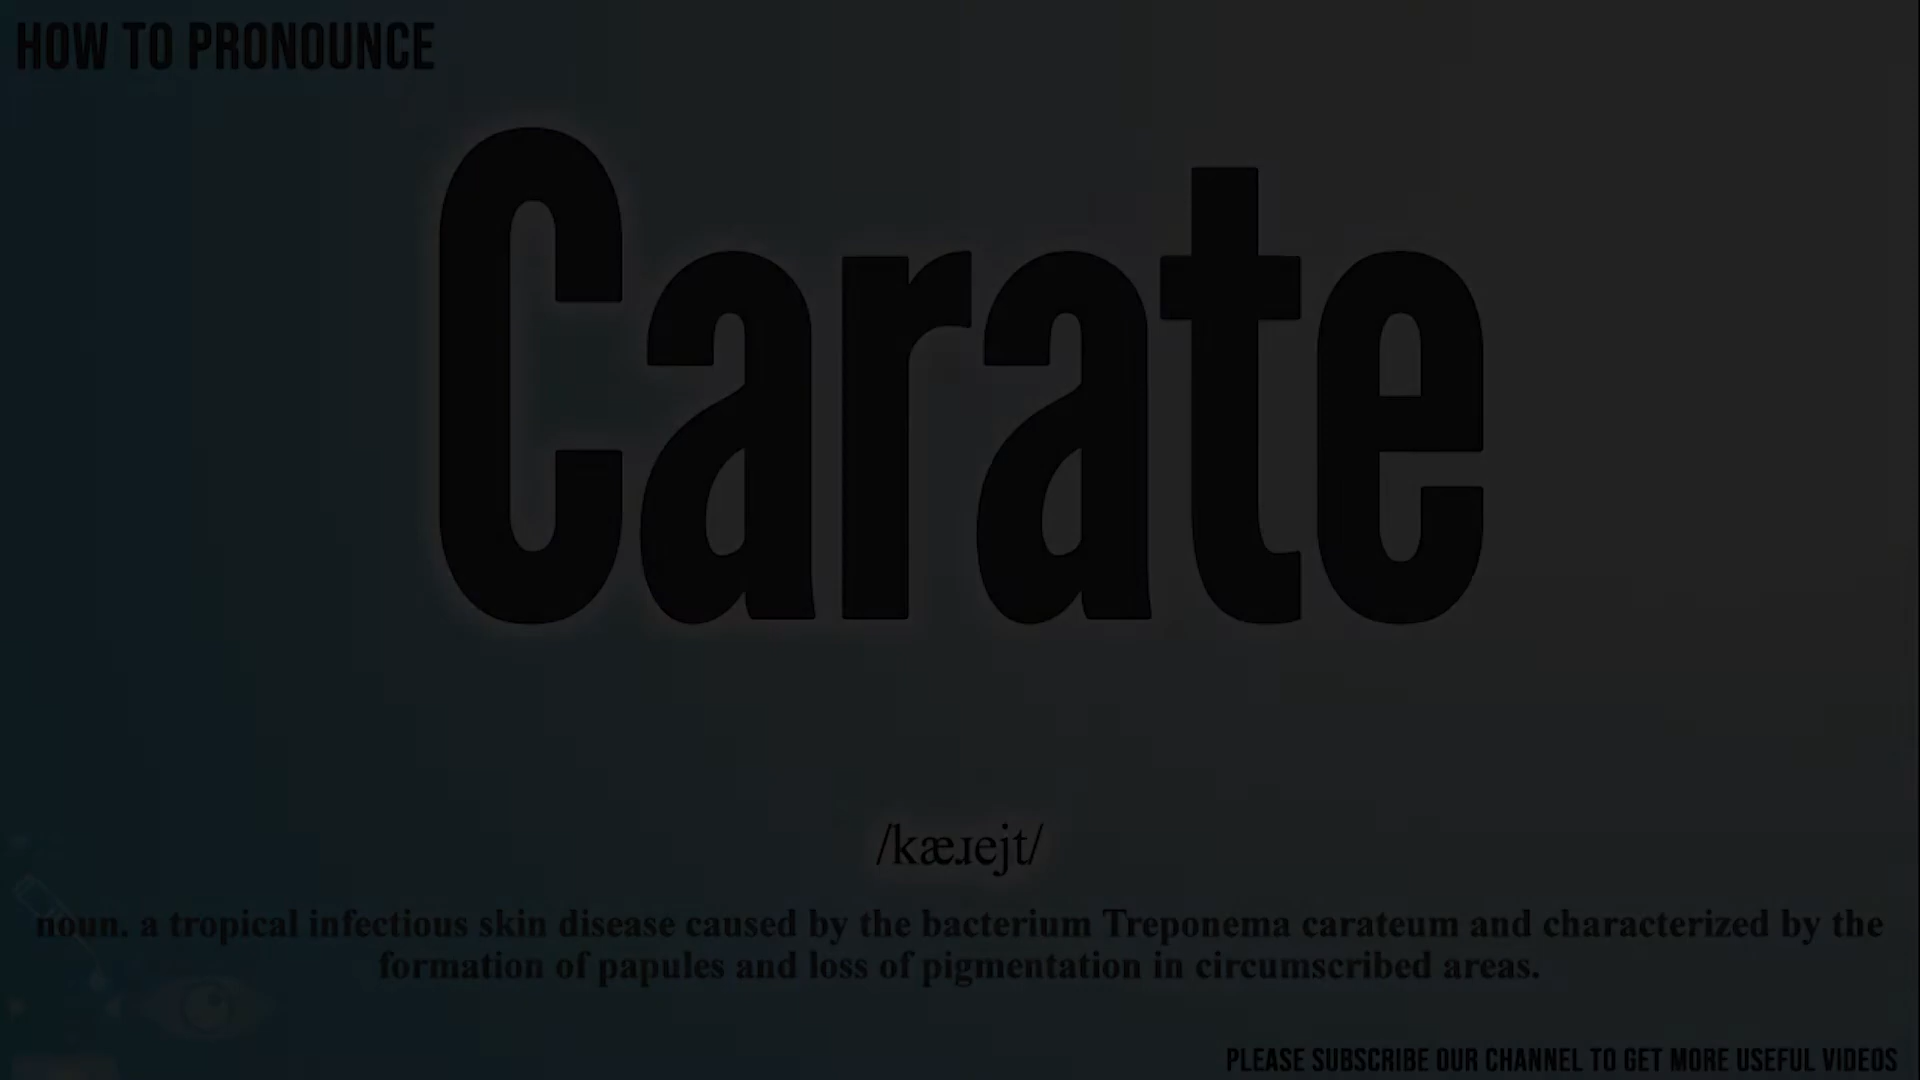 HOW TO PRONOUNCE
Carate
/kæɹejt/
noun. a tropical infectious skin disease caused by the bacterium Treponema carateum and characterized by the
formation of papules and loss of pigmentation in circumscribed areas.
PLEASE SUBSCRIBE OUR CHANNEL TO GET MORE USEFUL VIDEOS